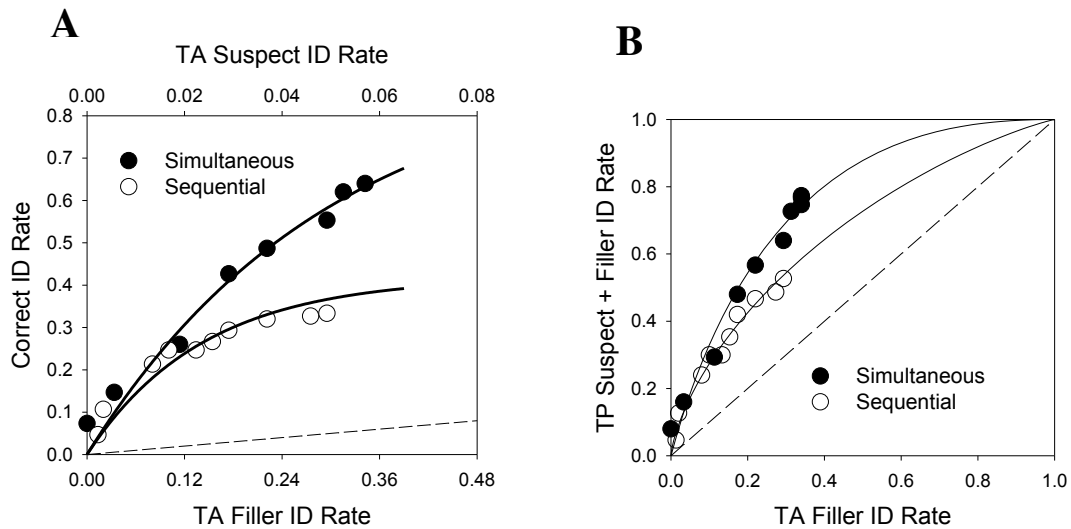 A
TA Suspect ID Rate
0.00 0.02 0.04 0.06 0.08
0.8
0.7
0.6
0.5
0.4
0.3
0.2
0.1
0.0
Correct ID Rate
Simultaneous
Sequential
0.00 0.12 0.24 0.36 0.48
TA Filler ID Rate
B
1.0
0.8
0.6
0.4
0.2
0.0
TP Suspect + Filler ID Rate
Simultaneous
Sequential
0.0 0.2 0.4 0.6 0.8 1.0
TA Filler ID Rate